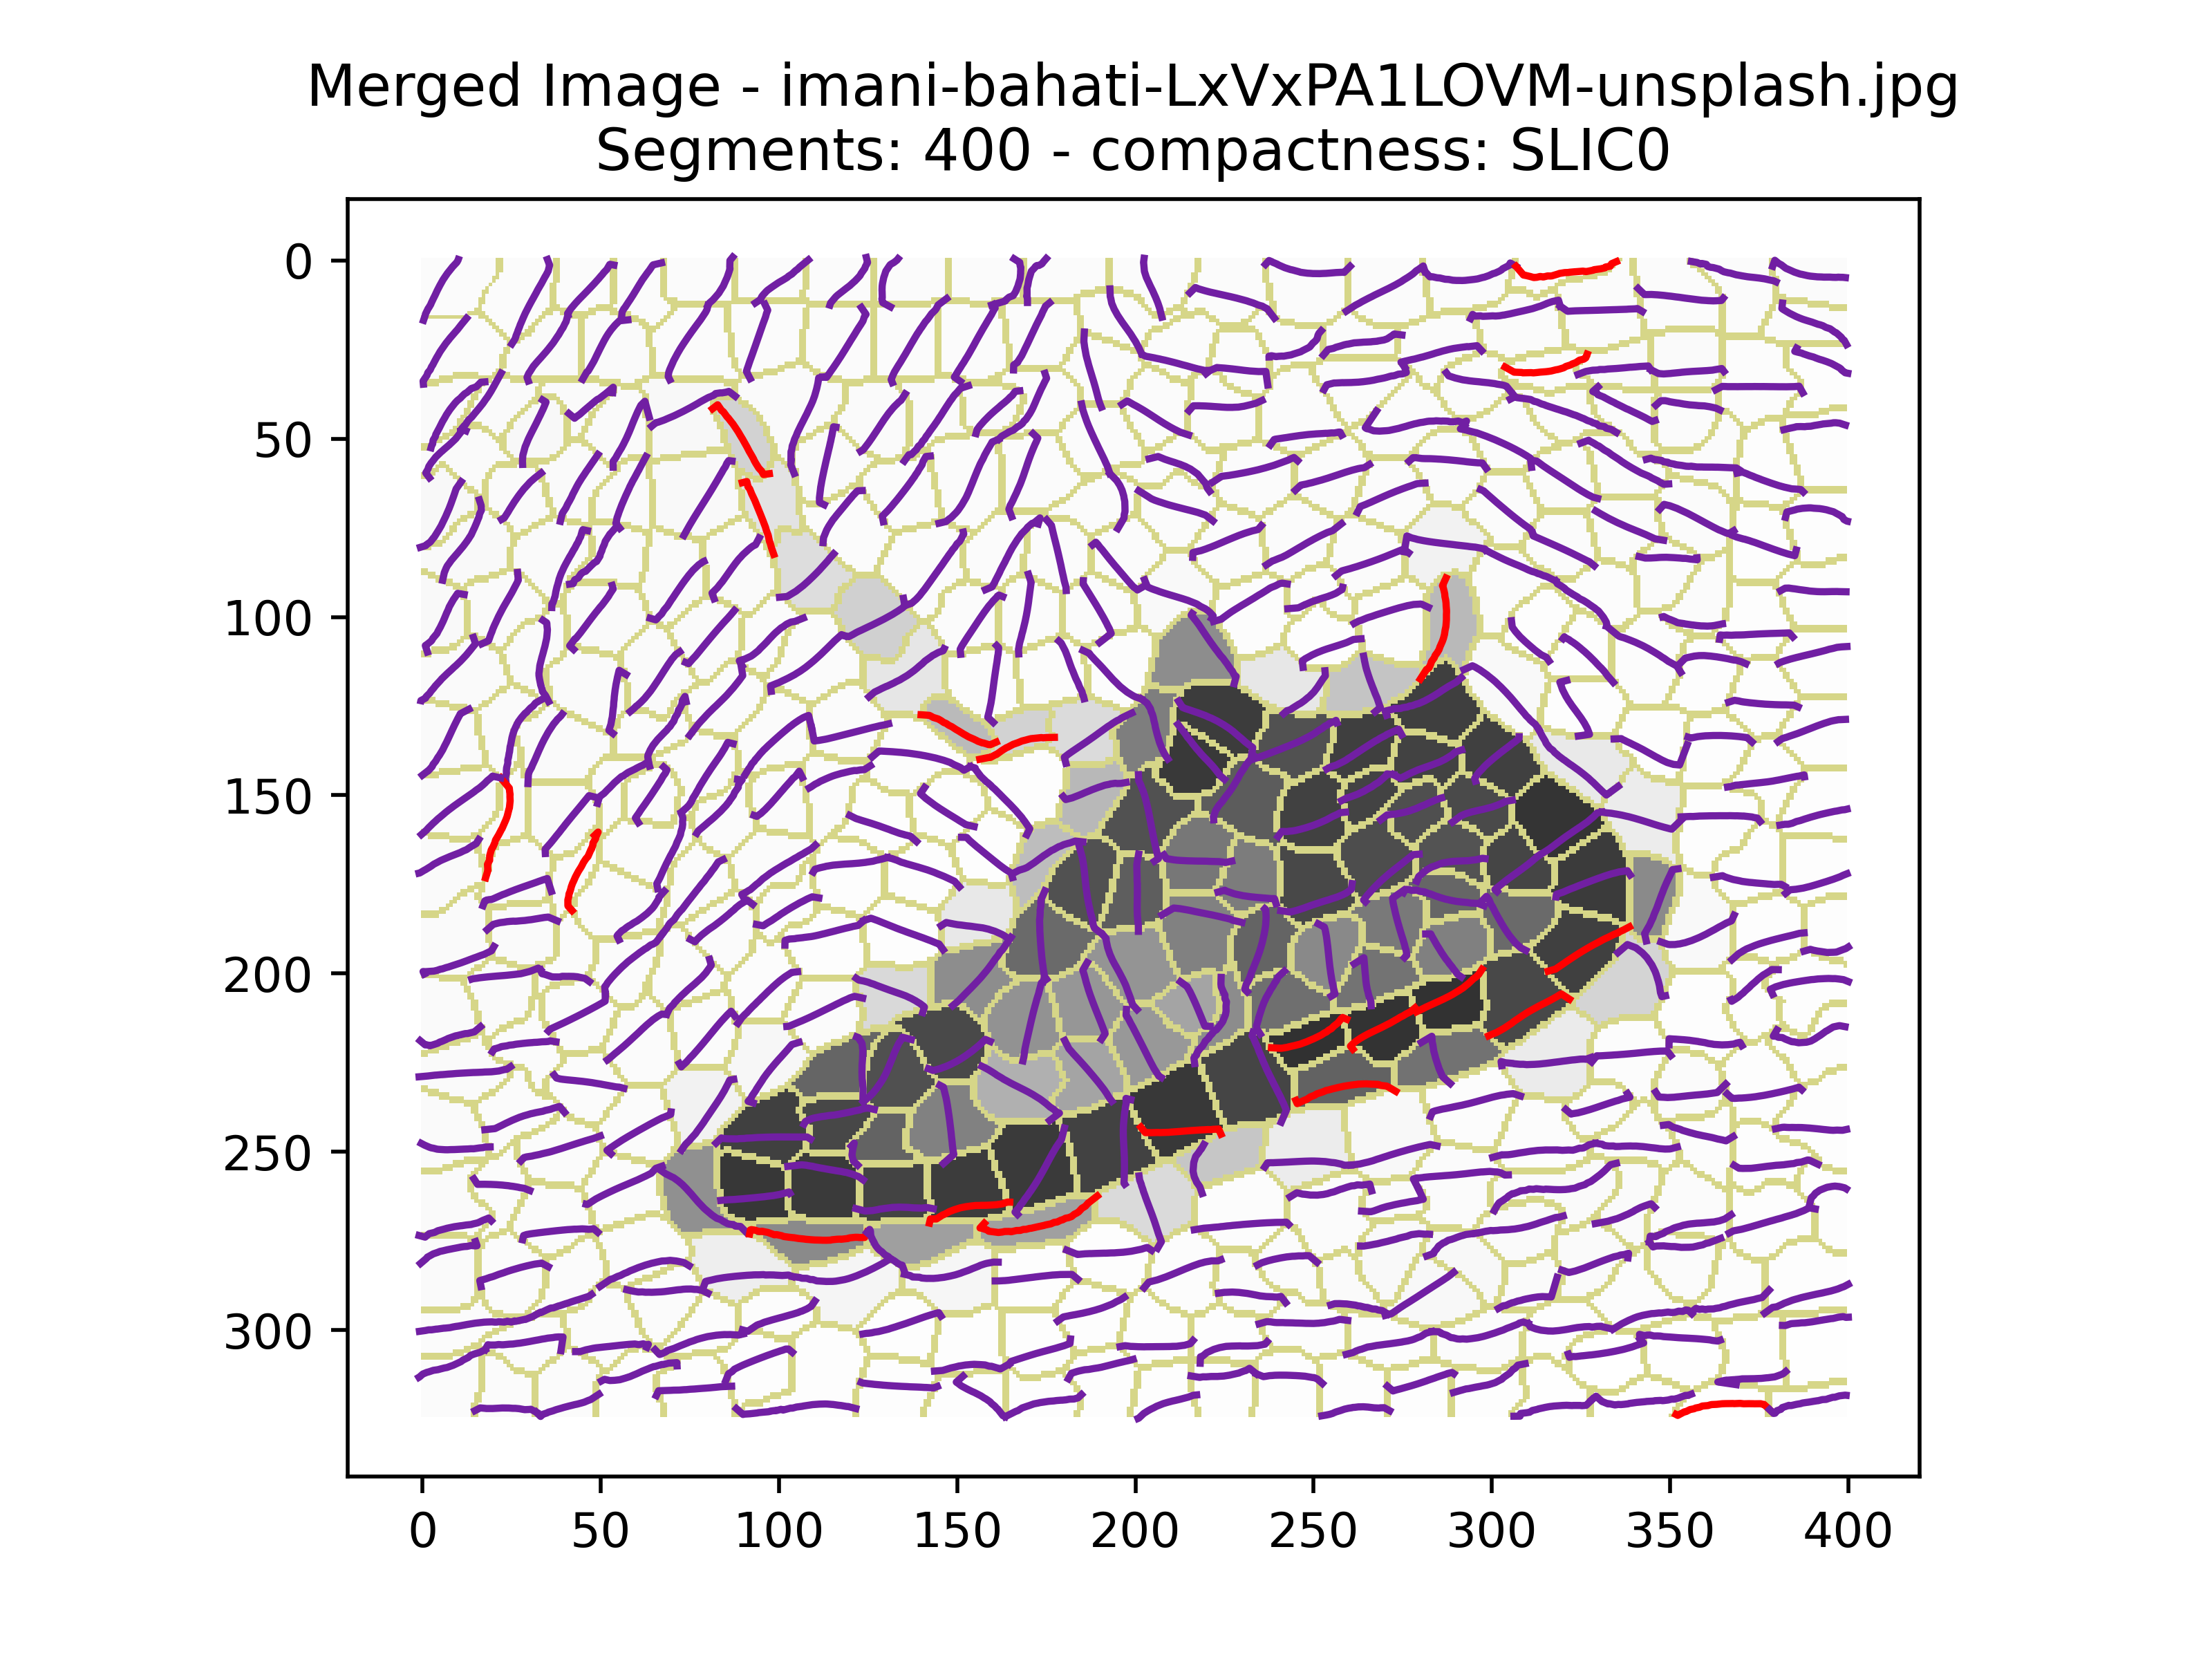 Merged Image - imani-bahati-LxVxPA1LOVM-unsplash.jpg
Segments: 400 - compactness: SLIC0
0
50
100
150
200
250
300
0 50 100 150 200 250 300 350 400